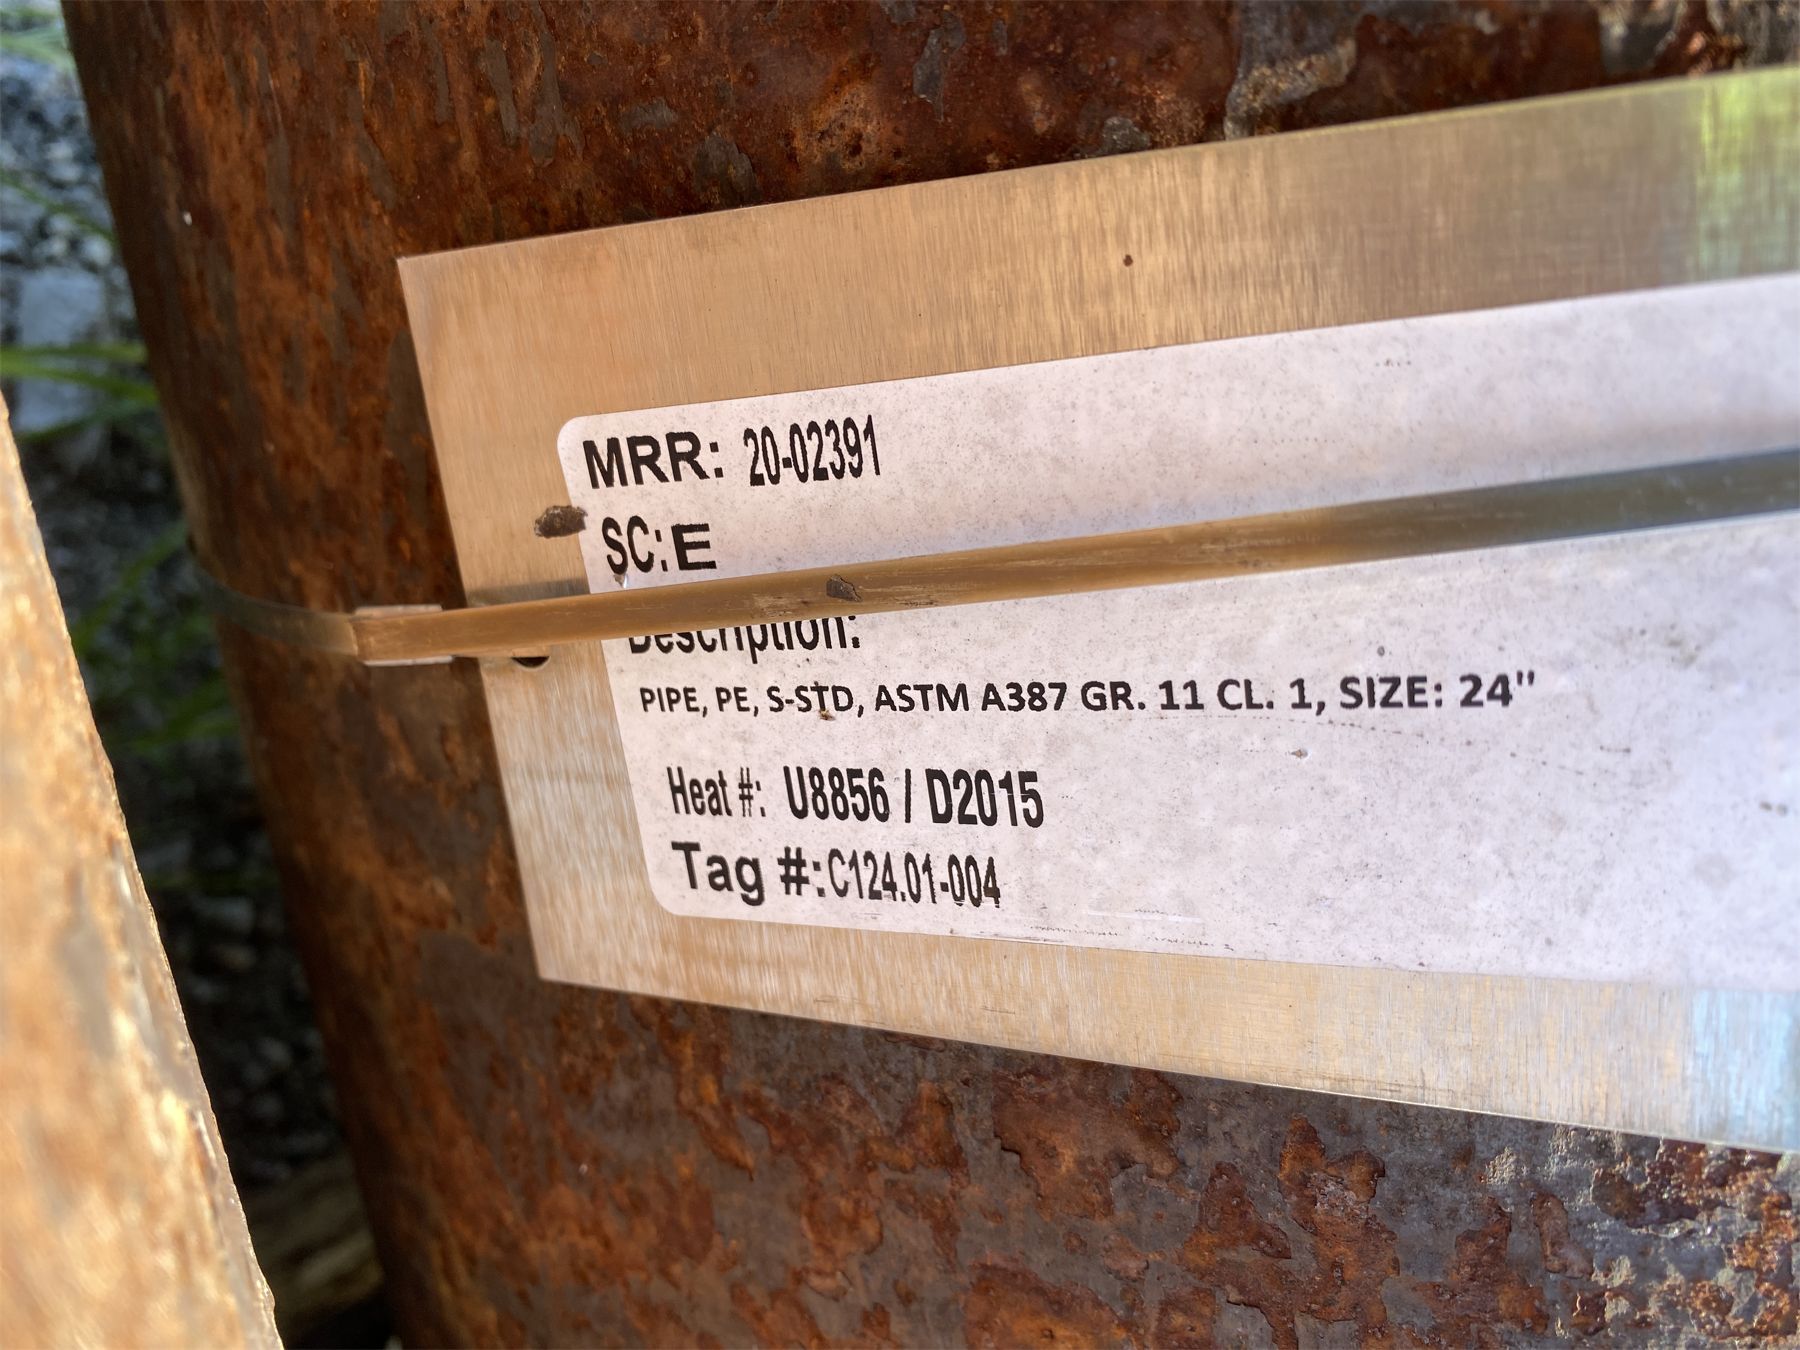 MRR: 20-02391
SC: E
Description:
PIPE, PE, S-STD, ASTM A387 GR. 11 CL. 1, SIZE: 24"
Heat #: U8856 / D2015
Tag #: C124.01-004